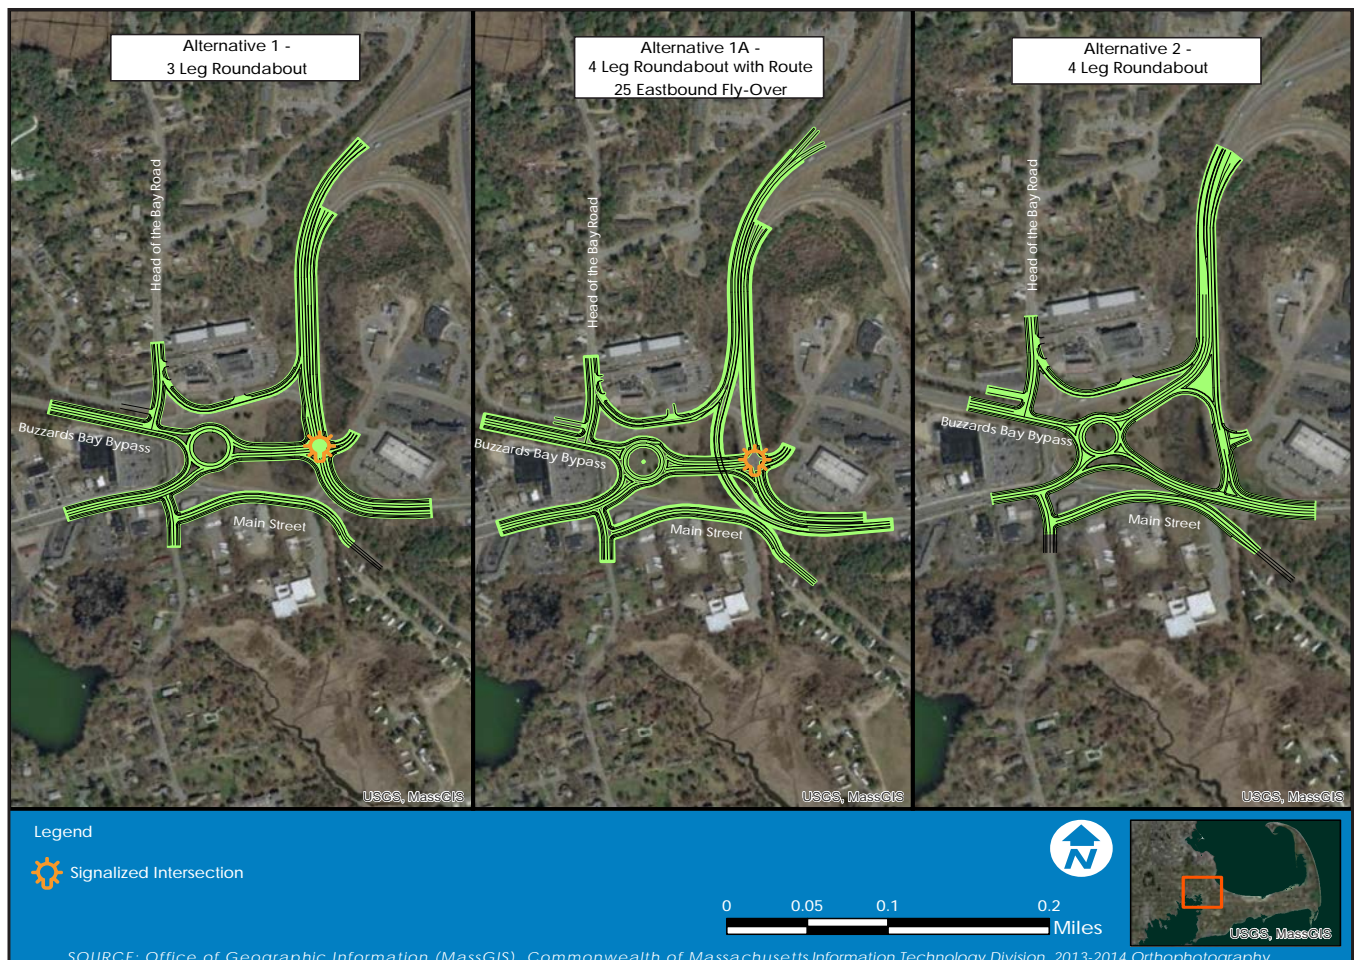 Alternative 1 -
3 Leg Roundabout
Head of the Bay Road
Buzzards Bay Bypass
Main Street
USGS, MassGIS
Alternative 1A -
4 Leg Roundabout with Route
25 Eastbound Fly-Over
Head of the Bay Road
Buzzards Bay Bypass
Main Street
USGS, MassGIS
Alternative 2 -
4 Leg Roundabout
Head of the Bay Road
Buzzards Bay Bypass
Main Street
USGS, MassGIS
Legend
Signalized Intersection
N
0 0.05 0.1 0.2
Miles
USGS, MassGIS
SOURCE: Office of Geographic Information (MassGIS), Commonwealth of Massachusetts Information Technology Division, 2013-2014 Orthophotography